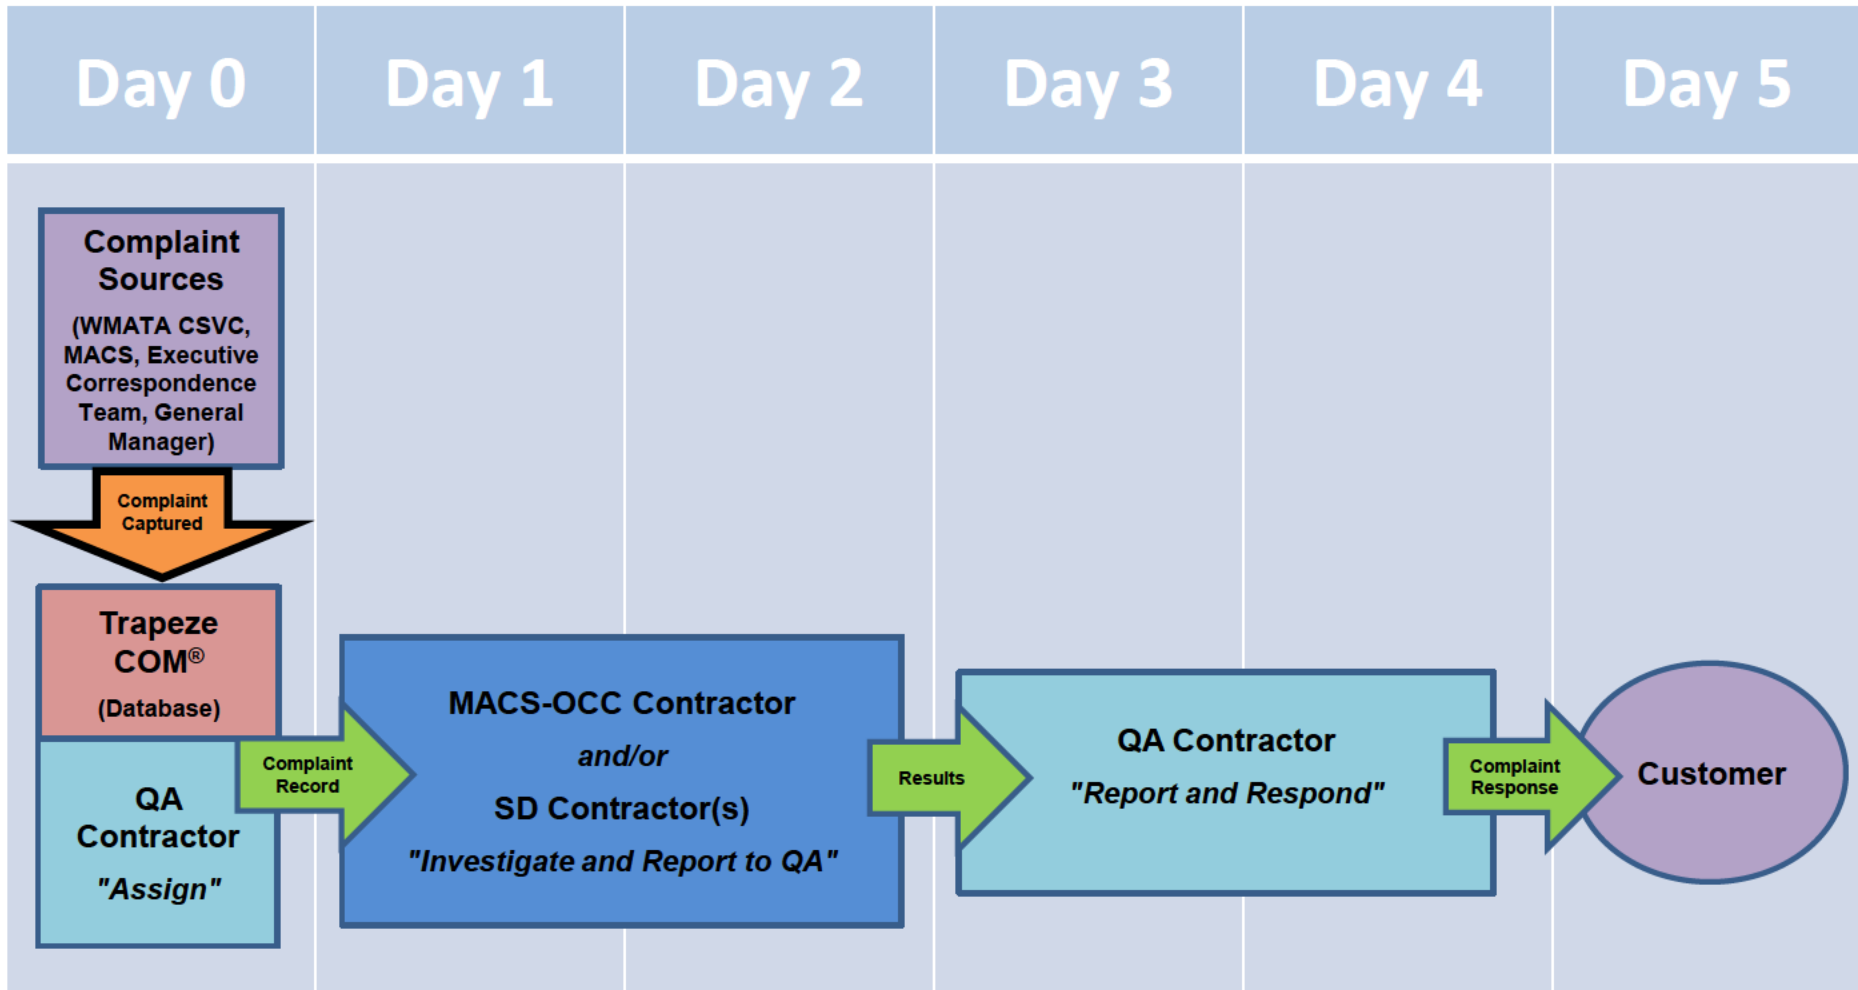 Day 0
Day 1
Day 2
Day 3
Day 4
Day 5
Complaint
Sources
(WMATA CSVC,
MACS, Executive
Correspondence
Team, General
Manager)
Complaint
Captured
Trapeze
COM®
(Database)
QA
Contractor
"Assign"
Complaint
Record
MACS-OCC Contractor
and/or
SD Contractor(s)
"Investigate and Report to QA"
Results
QA Contractor
"Report and Respond"
Complaint
Response
Customer